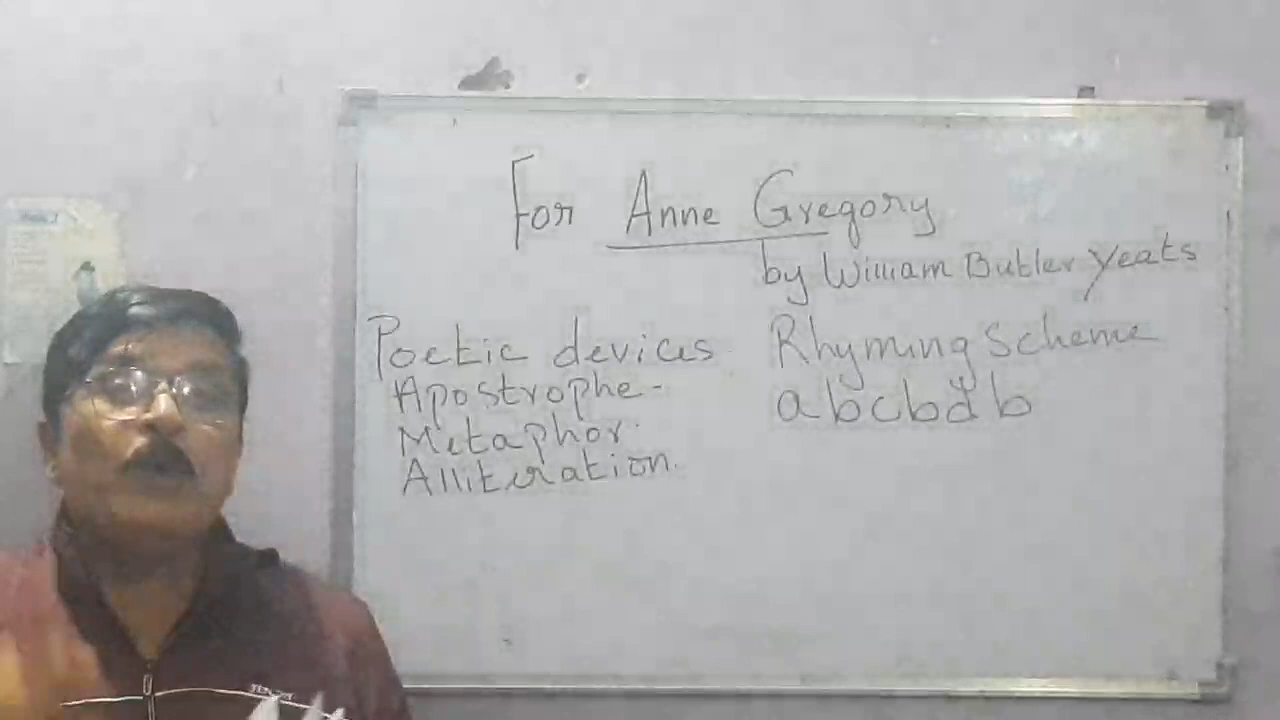 For Anne Gregory
by William Butler Yeats
Poetic devices
Apostrophe -
Metaphor.
Alliteration.
Rhyming Scheme
abcbdb